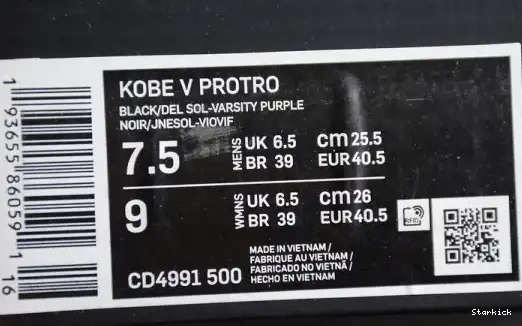 KOBE V PROTRO
BLACK/DEL SOL-VARSITY PURPLE
NOIR/JNESOL-VIOVIF
7.5 MENS UK 6.5 cm 25.5
BR 39 EUR 40.5
9 WMNS UK 6.5 cm 26
BR 39 EUR 40.5
RFID
MADE IN VIETNAM/
FABRIQUE AU VIETNAM/
FABRICADO NO VIETNÃ/
HECHO EN VIETNAM
CD4991 500
1 93655 86059 1 16
Starkick